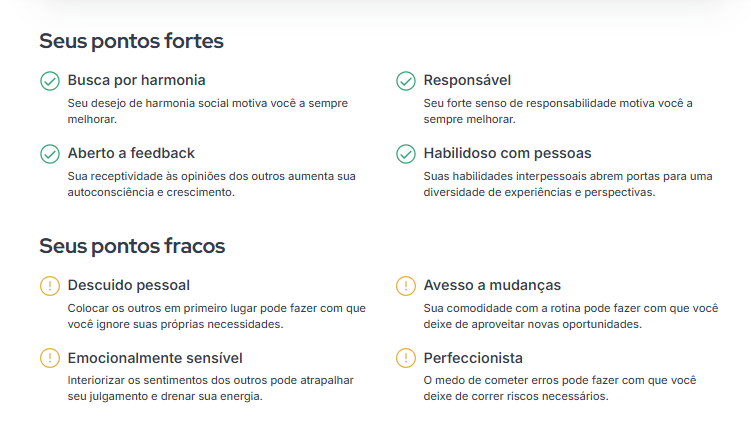 Seus pontos fortes
Busca por harmonia
Seu desejo de harmonia social motiva você a sempre
melhorar.
Responsável
Seu forte senso de responsabilidade motiva você a
sempre melhorar.
Aberto a feedback
Sua receptividade às opiniões dos outros aumenta sua
autoconsciência e crescimento.
Habilidoso com pessoas
Suas habilidades interpessoais abrem portas para uma
diversidade de experiências e perspectivas.
Seus pontos fracos
Descuido pessoal
Colocar os outros em primeiro lugar pode fazer com que
você ignore suas próprias necessidades.
Avesso a mudanças
Sua comodidade com a rotina pode fazer com que você
deixe de aproveitar novas oportunidades.
Emocionalmente sensível
Interiorizar os sentimentos dos outros pode atrapalhar
seu julgamento e drenar sua energia.
Perfeccionista
O medo de cometer erros pode fazer com que você
deixe de correr riscos necessários.